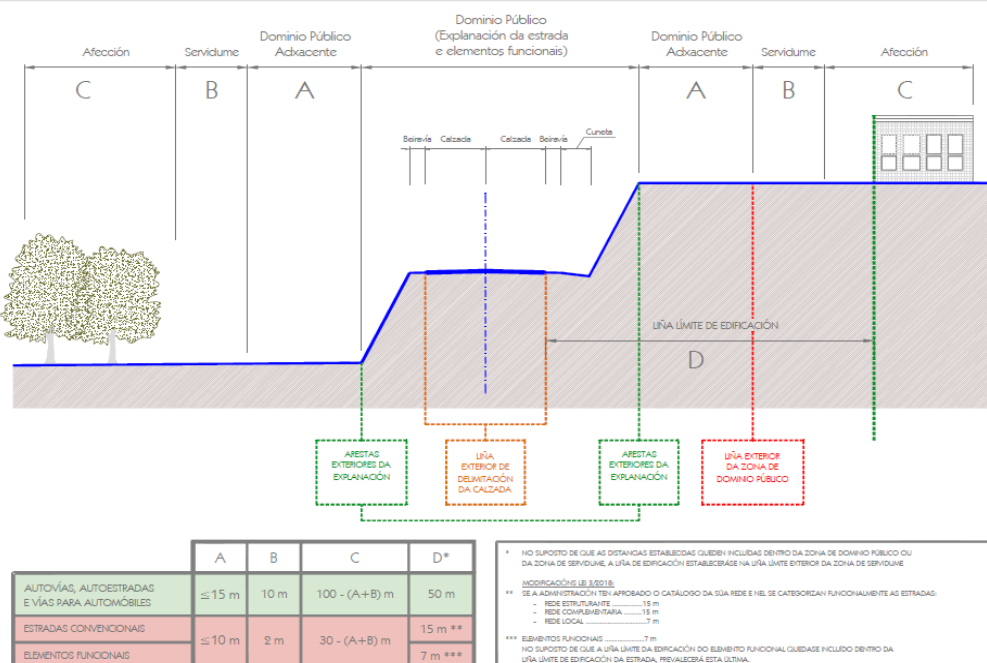 Dominio Público
(Explanación da estrada
e elementos funcionais)
Afección
Servidume
Dominio Público
Adxacente
Dominio Público
Adxacente
Servidume
Afección
C
B
A
A
B
C
Beiravía
Calzada
Calzada
Beiravía
Cuneta
LIÑA LÍMITE DE EDIFICACIÓN
D
ARESTAS
EXTERIORES DA
EXPLANACIÓN
LIÑA
EXTERIOR DE
DELIMITACIÓN
DA CALZADA
ARESTAS
EXTERIORES DA
EXPLANACIÓN
LIÑA EXTERIOR
DA ZONA DE
DOMINIO PÚBLICO
A B C D*
AUTOVÍAS, AUTOESTRADAS
E VÍAS PARA AUTOMÓBILES
≤15 m 10 m 100 - (A+B) m 50 m
ESTRADAS CONVENCIONAIS
≤10 m 2 m 30 - (A+B) m
15 m **
ELEMENTOS FUNCIONAIS
7 m ***
* NO SUPOSTO DE QUE AS DISTANCIAS ESTABLECIDAS QUEDEN INCLUÍDAS DENTRO DA ZONA DE DOMINIO PÚBLICO OU
DA ZONA DE SERVIDUME, A LIÑA DE EDIFICACIÓN ESTABLECERASE NA LIÑA LÍMITE EXTERIOR DA ZONA DE SERVIDUME
MODIFICACIÓNS LEI 3/2018:
** SE A ADMINISTRACIÓN TEN APROBADO O CATÁLOGO DA SÚA REDE E NEL SE CATEGORIZAN FUNCIONALMENTE AS ESTRADAS:
- REDE ESTRUTURANTE ..............15 m
- REDE COMPLEMENTARIA ..........15 m
- REDE LOCAL ............................7 m
*** ELEMENTOS FUNCIONAIS ...................7 m
NO SUPOSTO DE QUE A LIÑA LÍMITE DA EDIFICACIÓN DO ELEMENTO FUNCIONAL QUEDASE INCLUÍDO DENTRO DA
LIÑA LÍMITE DE EDIFICACIÓN DA ESTRADA, PREVALECERÁ ESTA ÚLTIMA.